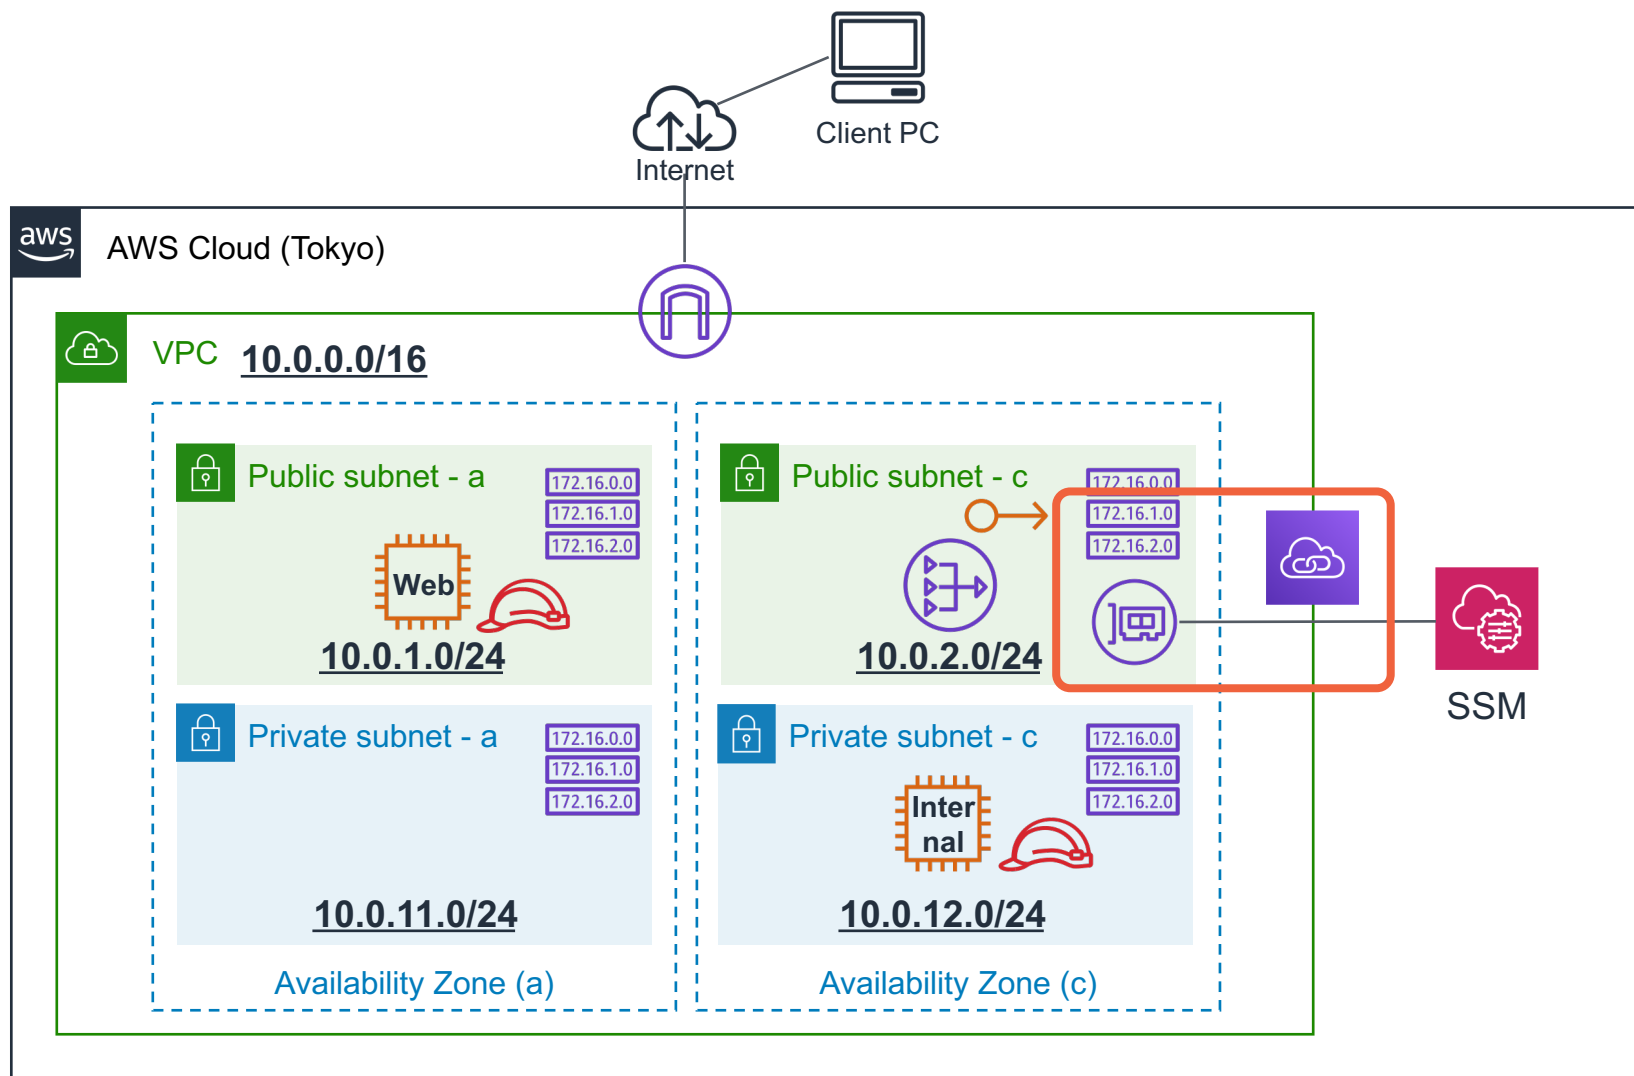 Client PC
Internet
aws
AWS Cloud (Tokyo)
VPC 10.0.0.0/16
Public subnet - a
172.16.0.0
172.16.1.0
172.16.2.0
Web
10.0.1.0/24
Public subnet - c
172.16.0.0
172.16.1.0
172.16.2.0
10.0.2.0/24
SSM
Private subnet - a
172.16.0.0
172.16.1.0
172.16.2.0
10.0.11.0/24
Private subnet - c
172.16.0.0
172.16.1.0
172.16.2.0
Inter
nal
10.0.12.0/24
Availability Zone (a)
Availability Zone (c)